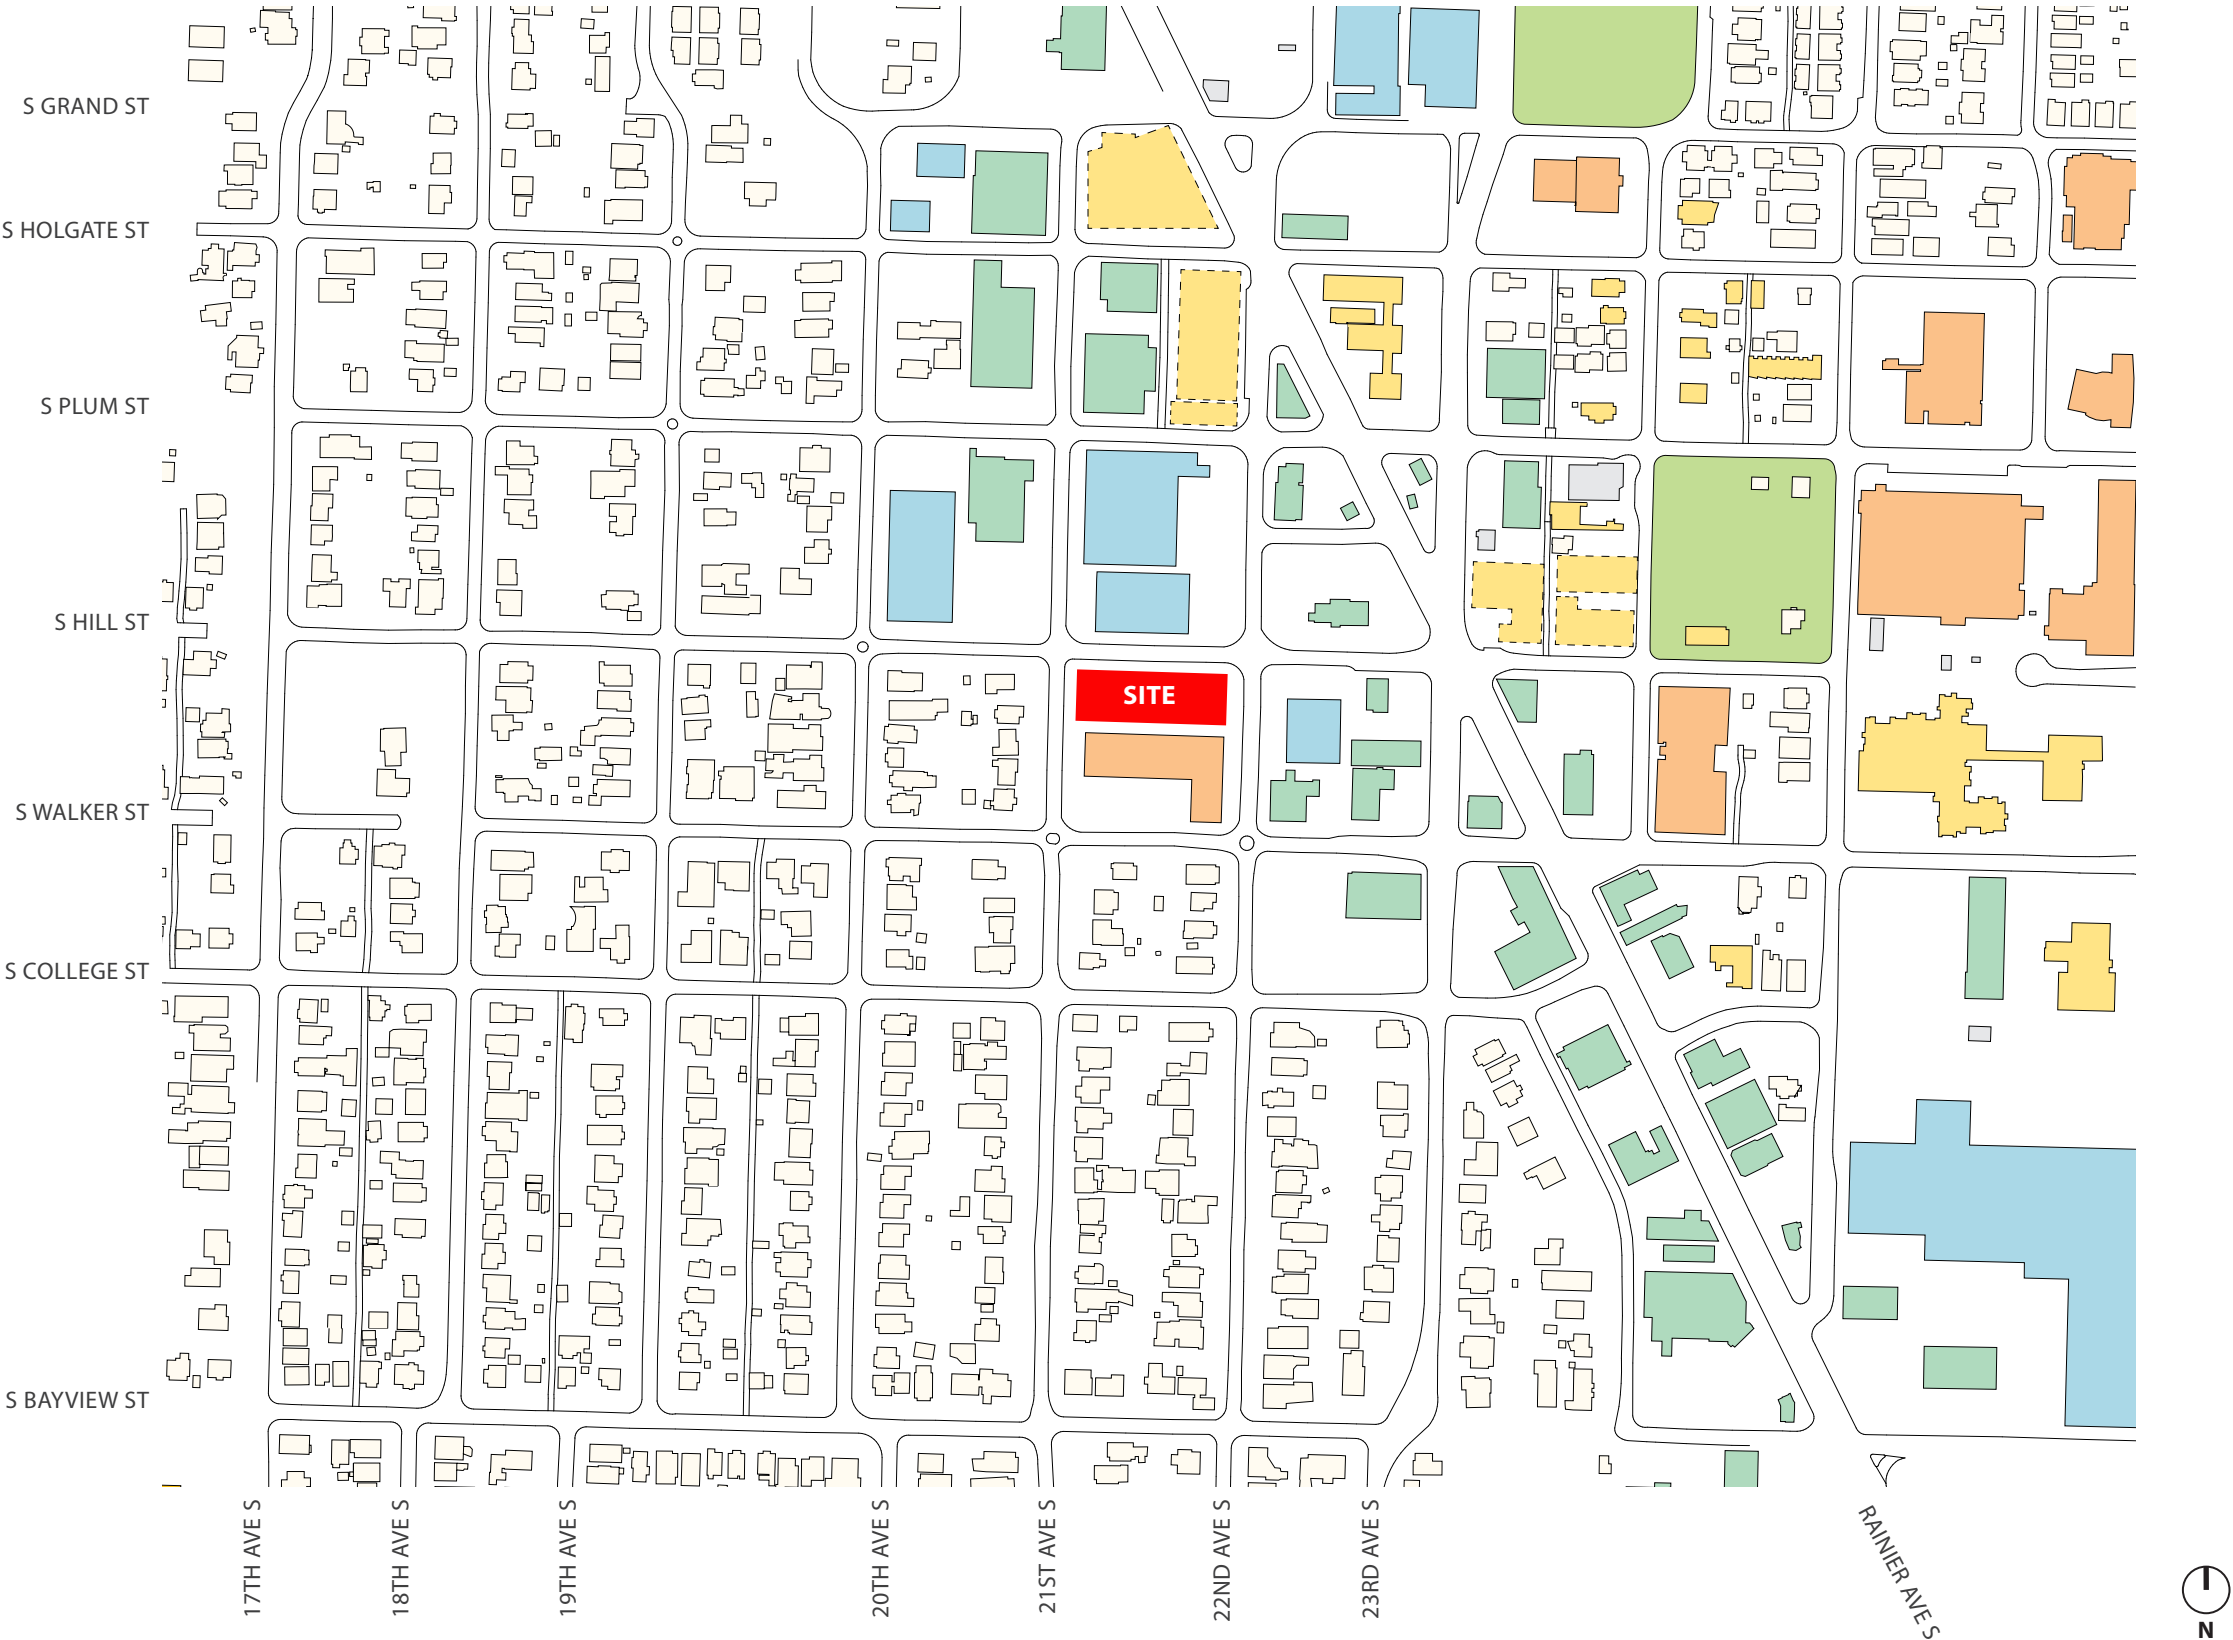 S GRAND ST
S HOLGATE ST
S PLUM ST
S HILL ST
SITE
S WALKER ST
S COLLEGE ST
S BAYVIEW ST
17TH AVE S
18TH AVE S
19TH AVE S
20TH AVE S
21ST AVE S
22ND AVE S
23RD AVE S
RAINIER AVE S
N